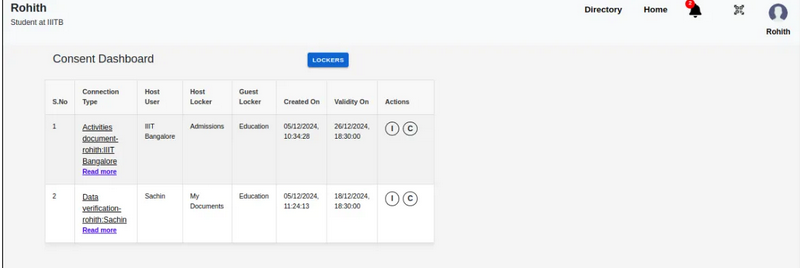 Rohith
Student at IIITB
Directory
Home
2
Rohith
Consent Dashboard
LOCKERS
S.No
Connection
Type
Host
User
Host
Locker
Guest
Locker
Created On
Validity On
Actions
1
Activities
document-
rohith:IIIT
Bangalore
Read more
IIIT
Bangalore
Admissions
Education
05/12/2024,
10:34:28
26/12/2024,
18:30:00
I
C
2
Data
verification-
rohith:Sachin
Read more
Sachin
My
Documents
Education
05/12/2024,
11:24:13
18/12/2024,
18:30:00
I
C